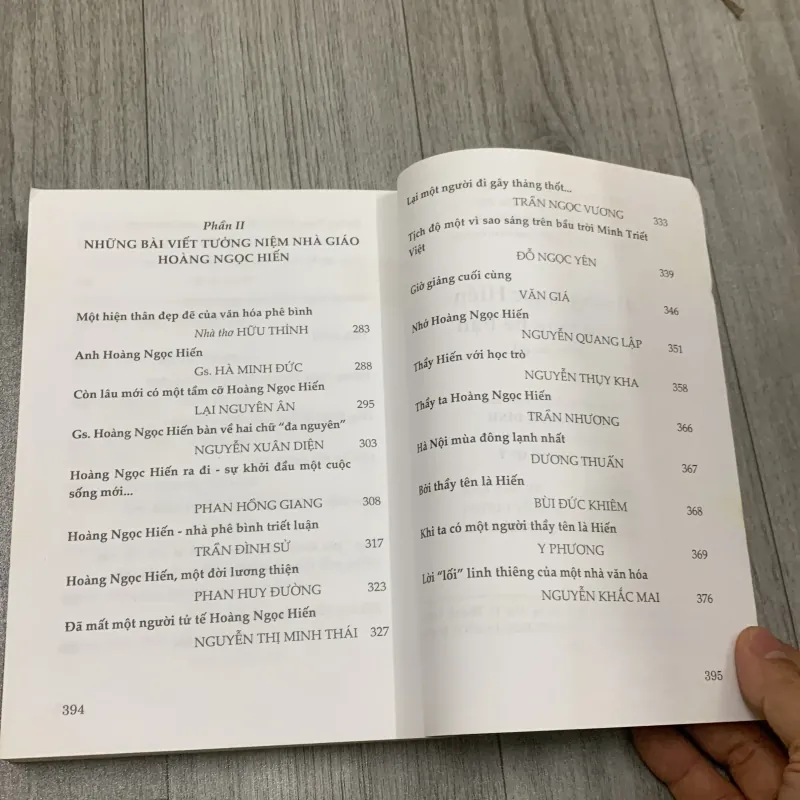 Phần II
NHỮNG BÀI VIẾT TƯỞNG NIỆM NHÀ GIÁO
HOÀNG NGỌC HIẾN
Một hiện thân đẹp đẽ của văn hóa phê bình
Nhà thơ HỮU THỈNH 283
Anh Hoàng Ngọc Hiến
Gs. HÀ MINH ĐỨC 288
Còn lâu mới có một tầm cỡ Hoàng Ngọc Hiến
LẠI NGUYÊN ÂN 295
Gs. Hoàng Ngọc Hiến bàn về hai chữ “đa nguyên”
NGUYỄN XUÂN DIỆN 303
Hoàng Ngọc Hiến ra đi - sự khởi đầu một cuộc
sống mới...
PHAN HỒNG GIANG 308
Hoàng Ngọc Hiến - nhà phê bình triết luận
TRẦN ĐÌNH SỬ 317
Hoàng Ngọc Hiến, một đời lương thiện
PHAN HUY ĐƯỜNG 323
Đã mất một người tử tế Hoàng Ngọc Hiến
NGUYỄN THỊ MINH THÁI 327
394
Lại một người đi gây thảng thốt...
TRẦN NGỌC VƯƠNG 333
Tịch độ một vì sao sáng trên bầu trời Minh Triết
Việt
ĐỖ NGỌC YÊN 339
Giờ giảng cuối cùng
VĂN GIÁ 346
Nhớ Hoàng Ngọc Hiến
NGUYỄN QUANG LẬP 351
Thầy Hiến với học trò
NGUYỄN THỤY KHA 358
Thầy ta Hoàng Ngọc Hiến
TRẦN NHƯƠNG 366
Hà Nội mùa đông lạnh nhất
DƯƠNG THUẤN 367
Bởi thầy tên là Hiến
BÙI ĐỨC KHIÊM 368
Khi ta có một người thầy tên là Hiến
Y PHƯƠNG 369
Lời “lối” linh thiêng của một nhà văn hóa
NGUYỄN KHẮC MAI 376
395